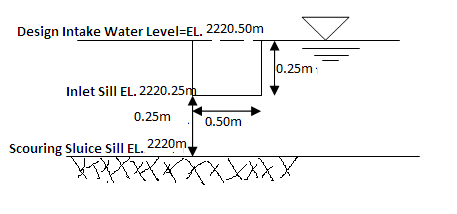 Design Intake Water Level=EL. 2220.50m
0.25m
Inlet Sill EL. 2220.25m
0.25m
0.50m
Scouring Sluice Sill EL. 2220m